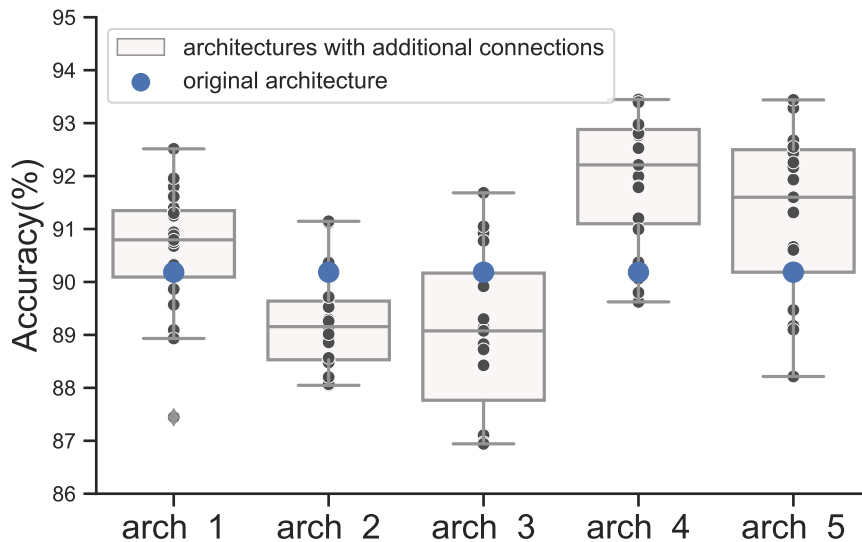 architectures with additional connections
original architecture
Accuracy(%)
95
94
93
92
91
90
89
88
87
86
arch 1 arch 2 arch 3 arch 4 arch 5